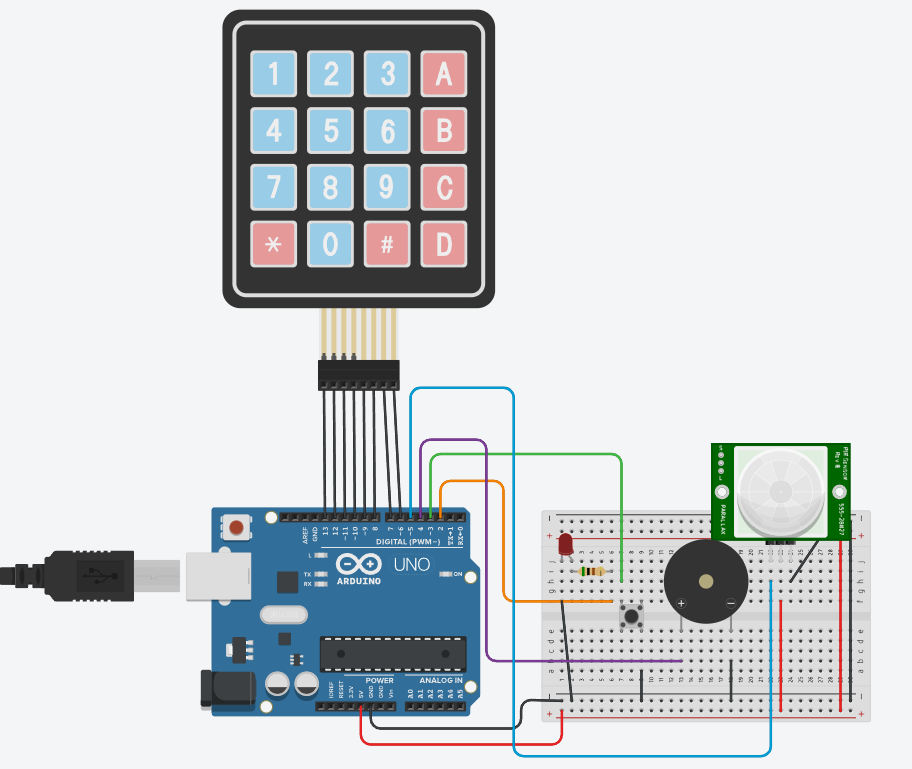 1 2 3 A
4 5 6 B
7 8 9 C
* 0 # D
AREF
GND
13
12
~11
~10
~9
8
7
~6
~5
4
~3
2
TX→1
RX←0
DIGITAL (PWM~)
L
TX
RX
ARDUINO
UNO
ON
POWER
ANALOG IN
IOREF
RESET
3.3V
5V
GND
GND
Vin
A0
A1
A2
A3
A4
A5
PIR Sensor
Rev B
PARALLAX
555-28027
+
−
a b c d e
f g h i j